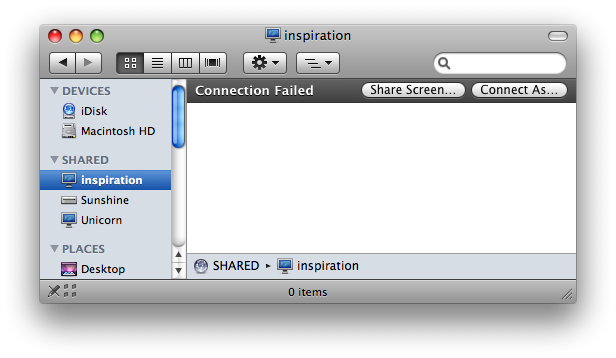 inspiration
Connection Failed Share Screen... Connect As...
DEVICES
iDisk
Macintosh HD
SHARED
inspiration
Sunshine
Unicorn
PLACES
Desktop
SHARED ▸ inspiration
0 items